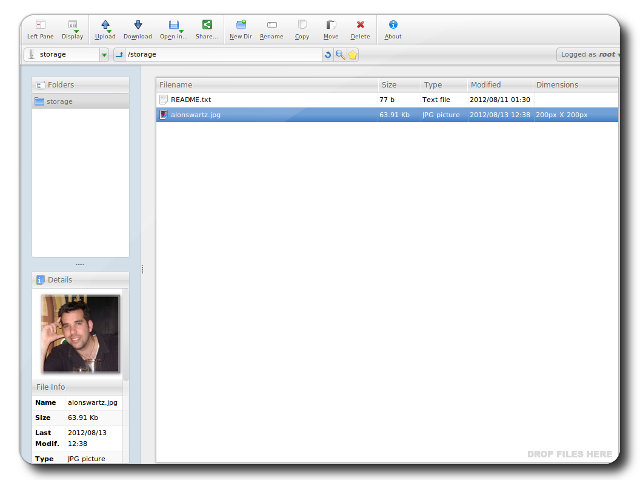 Left Pane Display Upload Download Open in... Share... New Dir Rename Copy Move Delete About
storage /storage Logged as root
Folders
storage
Filename Size Type Modified Dimensions
README.txt 77 b Text file 2012/08/11 01:30
alonswartz.jpg 63.91 Kb JPG picture 2012/08/13 12:38 200px X 200px
Details
File Info
Name alonswartz.jpg
Size 63.91 Kb
Last 2012/08/13
Modif. 12:38
Type JPG picture
DROP FILES HERE